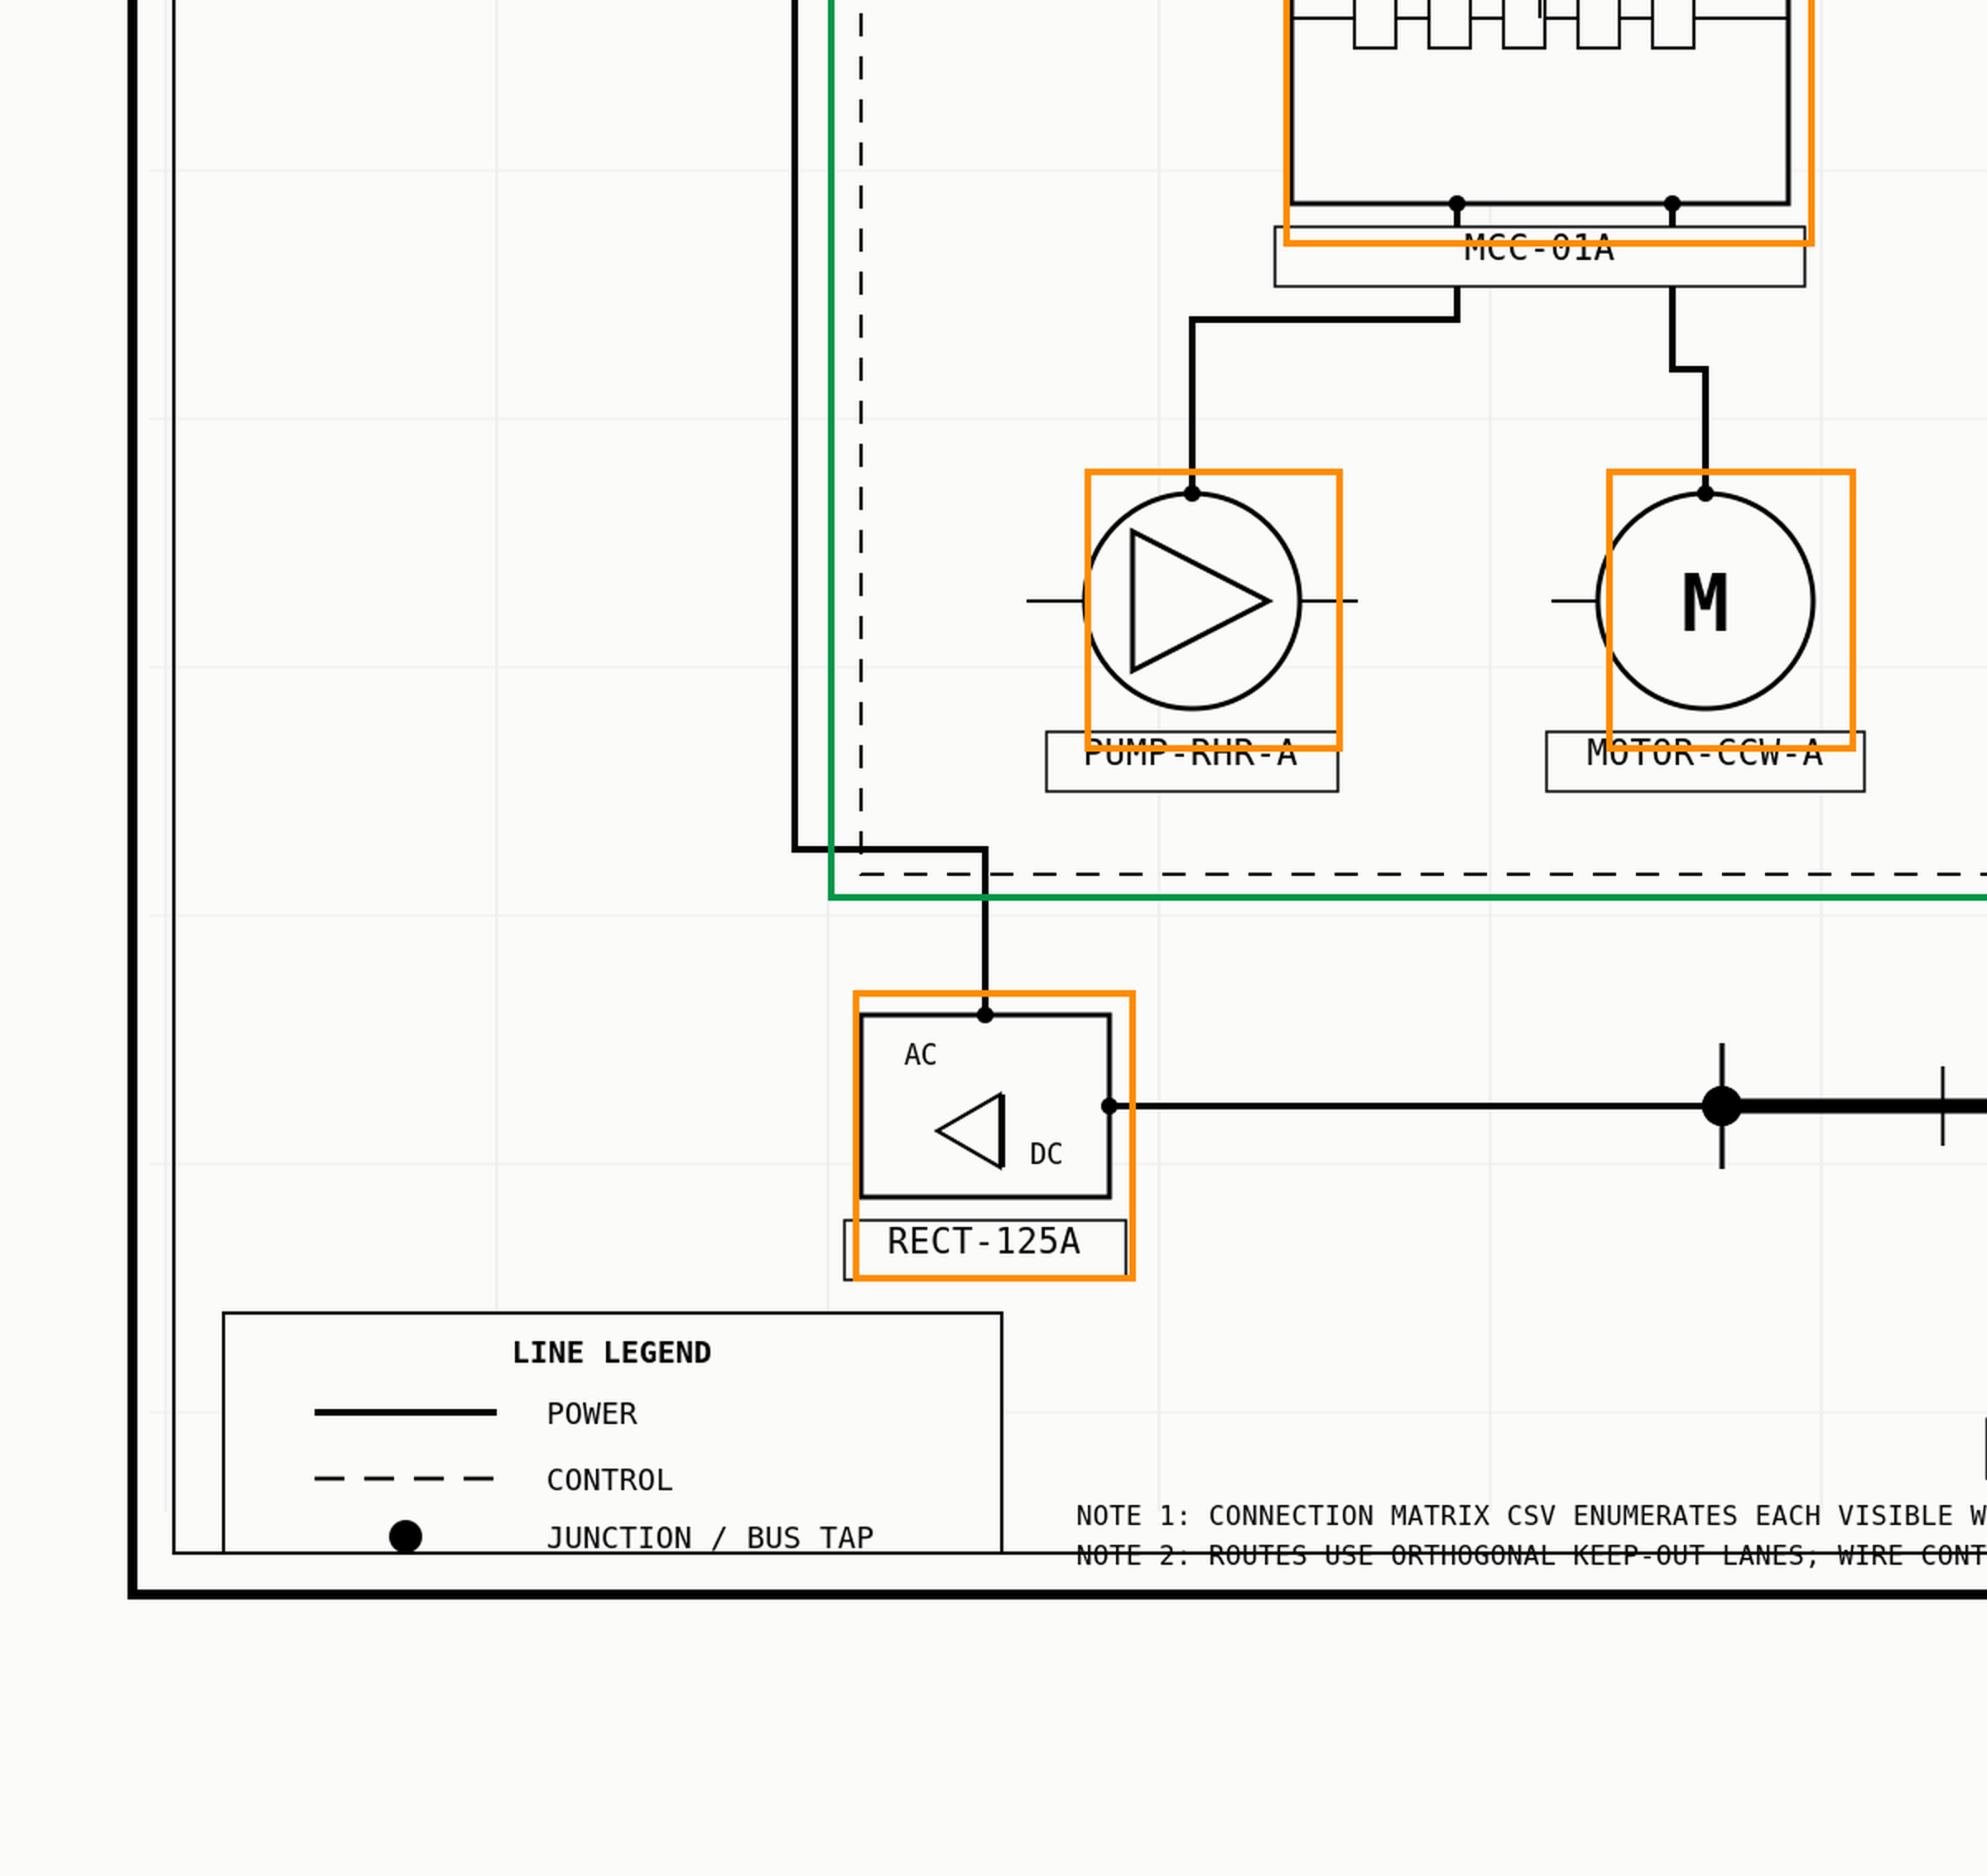 MCC-01A
M
PUMP-RHR-A
MOTOR-CCW-A
AC
DC
RECT-125A
LINE LEGEND
POWER
CONTROL
JUNCTION / BUS TAP
NOTE 1: CONNECTION MATRIX CSV ENUMERATES EACH VISIBLE W
NOTE 2: ROUTES USE ORTHOGONAL KEEP-OUT LANES; WIRE CONT